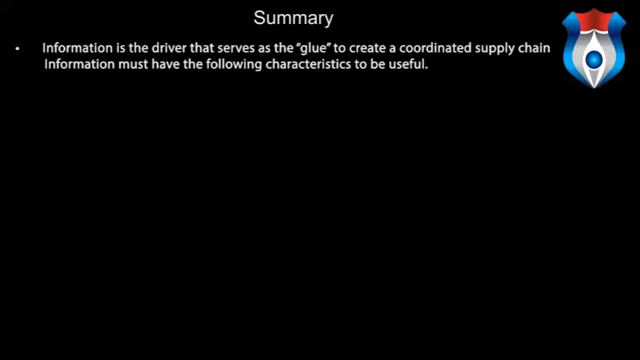 Summary
• Information is the driver that serves as the “glue” to create a coordinated supply chain
Information must have the following characteristics to be useful.